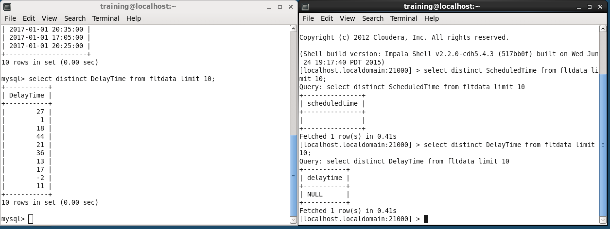 training@localhost:~
File Edit View Search Terminal Help
| 2017-01-01 20:35:00 |
| 2017-01-01 17:05:00 |
| 2017-01-01 20:25:00 |
+---------------------+
10 rows in set (0.00 sec)
mysql> select distinct DelayTime from fltdata limit 10;
+-----------+
| DelayTime |
+-----------+
| 27 |
| 1 |
| 18 |
| 44 |
| 21 |
| 36 |
| 13 |
| 17 |
| -2 |
| 11 |
+-----------+
10 rows in set (0.00 sec)
mysql>
training@localhost:~
File Edit View Search Terminal Help
Copyright (c) 2012 Cloudera, Inc. All rights reserved.
(Shell build version: Impala Shell v2.2.0-cdh5.4.3 (517bb0f) built on Wed Jun
24 19:17:40 PDT 2015)
[localhost.localdomain:21000] > select distinct ScheduledTime from fltdata li
mit 10;
Query: select distinct ScheduledTime from fltdata limit 10
+---------------+
| scheduledtime |
+---------------+
| |
+---------------+
Fetched 1 row(s) in 0.41s
[localhost.localdomain:21000] > select distinct DelayTime from fltdata limit
10;
Query: select distinct DelayTime from fltdata limit 10
+-----------+
| delaytime |
+-----------+
| NULL |
+-----------+
Fetched 1 row(s) in 0.41s
[localhost.localdomain:21000] >